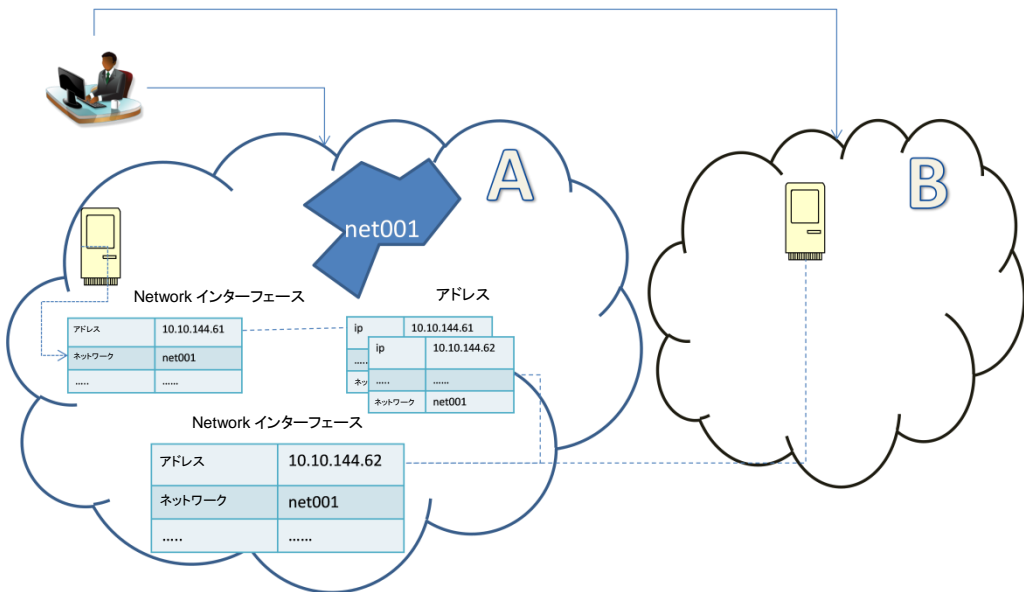 A
B
net001
Network インターフェース
アドレス 10.10.144.61
ネットワーク net001
..... ......
アドレス
ip 10.10.144.61
.....
ネッ
ip 10.10.144.62
..... ......
ネットワーク net001
Network インターフェース
アドレス 10.10.144.62
ネットワーク net001
..... ......